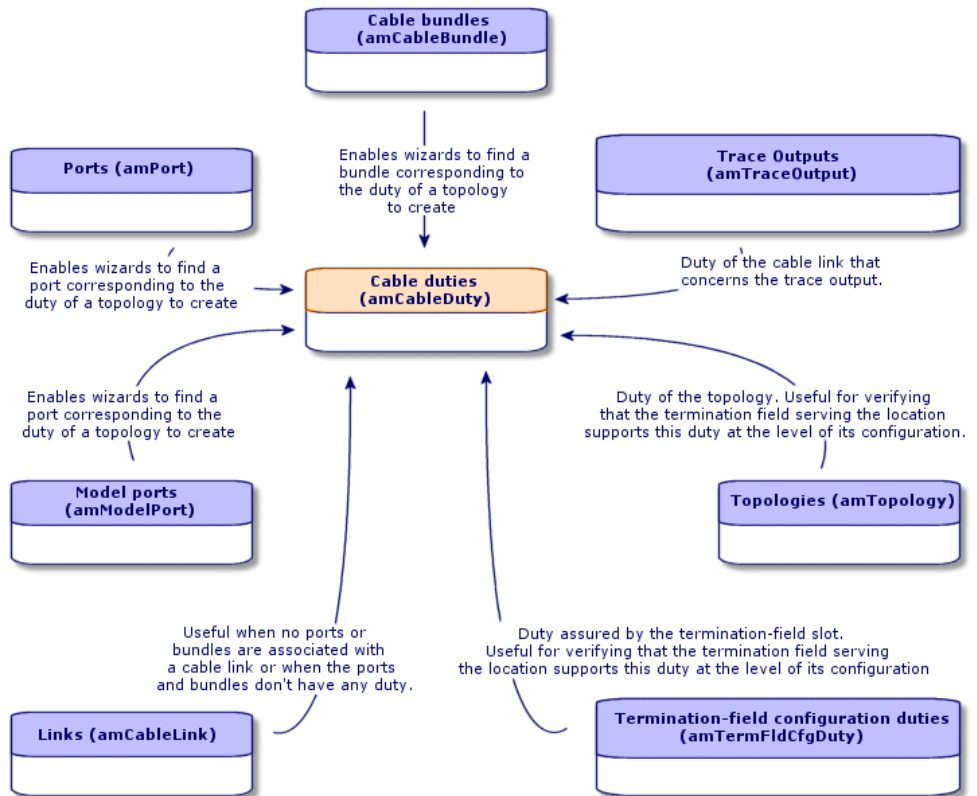 Cable bundles
(amCableBundle)
Enables wizards to find a
bundle corresponding to
the duty of a topology
to create
Ports (amPort)
Trace Outputs
(amTraceOutput)
Enables wizards to find a
port corresponding to the
duty of a topology to create
Cable duties
(amCableDuty)
Duty of the cable link that
concerns the trace output.
Enables wizards to find a
port corresponding to the
duty of a topology to create
Duty of the topology. Useful for verifying
that the termination field serving the location
supports this duty at the level of its configuration.
Model ports
(amModelPort)
Topologies (amTopology)
Useful when no ports or
bundles are associated with
a cable link or when the ports
and bundles don't have any duty.
Duty assured by the termination-field slot.
Useful for verifying that the termination field serving
the location supports this duty at the level of its configuration
Links (amCableLink)
Termination-field configuration duties
(amTermFldCfgDuty)